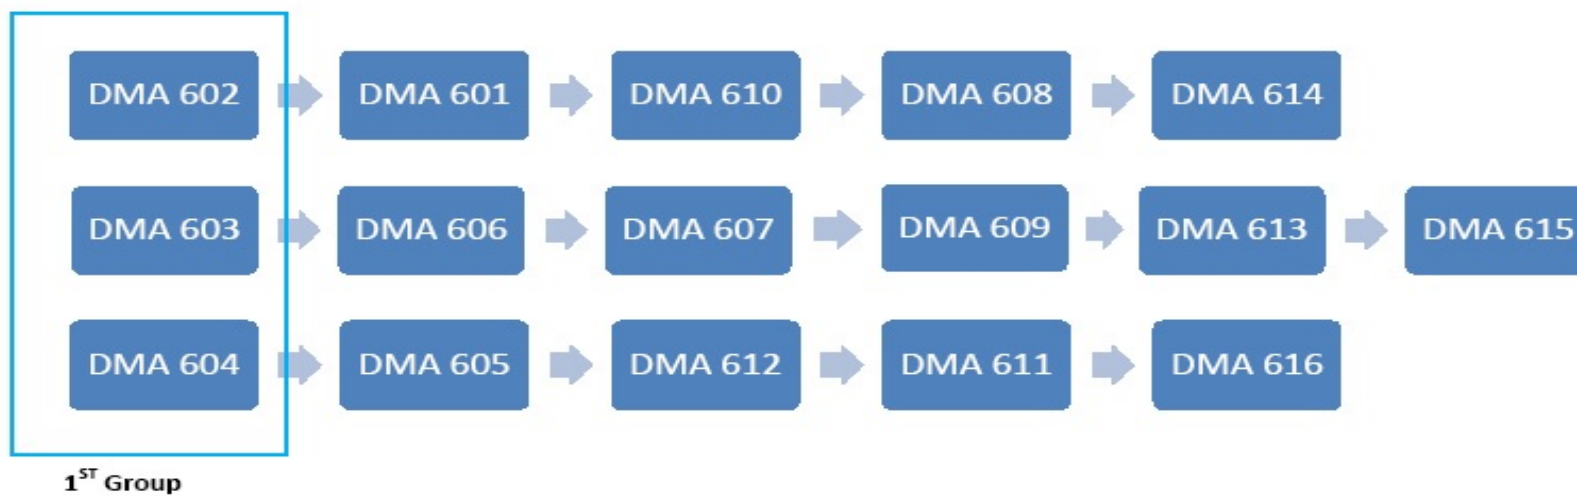 DMA 602 DMA 601 DMA 610 DMA 608 DMA 614
DMA 603 DMA 606 DMA 607 DMA 609 DMA 613 DMA 615
DMA 604 DMA 605 DMA 612 DMA 611 DMA 616
1ST Group